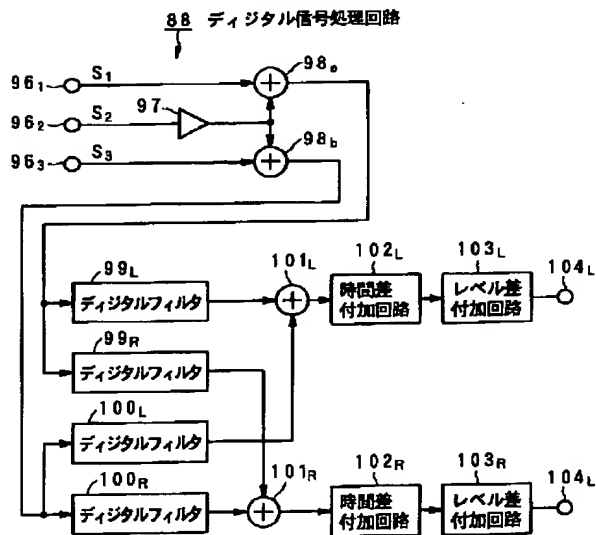 88 ディジタル信号処理回路
96₁ S₁
98ₐ
97
96₂ S₂
96₃ S₃
98b
99L
ディジタルフィルタ
101L
102L
時間差
付加回路
103L
レベル差
付加回路
104L
99R
ディジタルフィルタ
100L
ディジタルフィルタ
100R
ディジタルフィルタ
101R
102R
時間差
付加回路
103R
レベル差
付加回路
104L